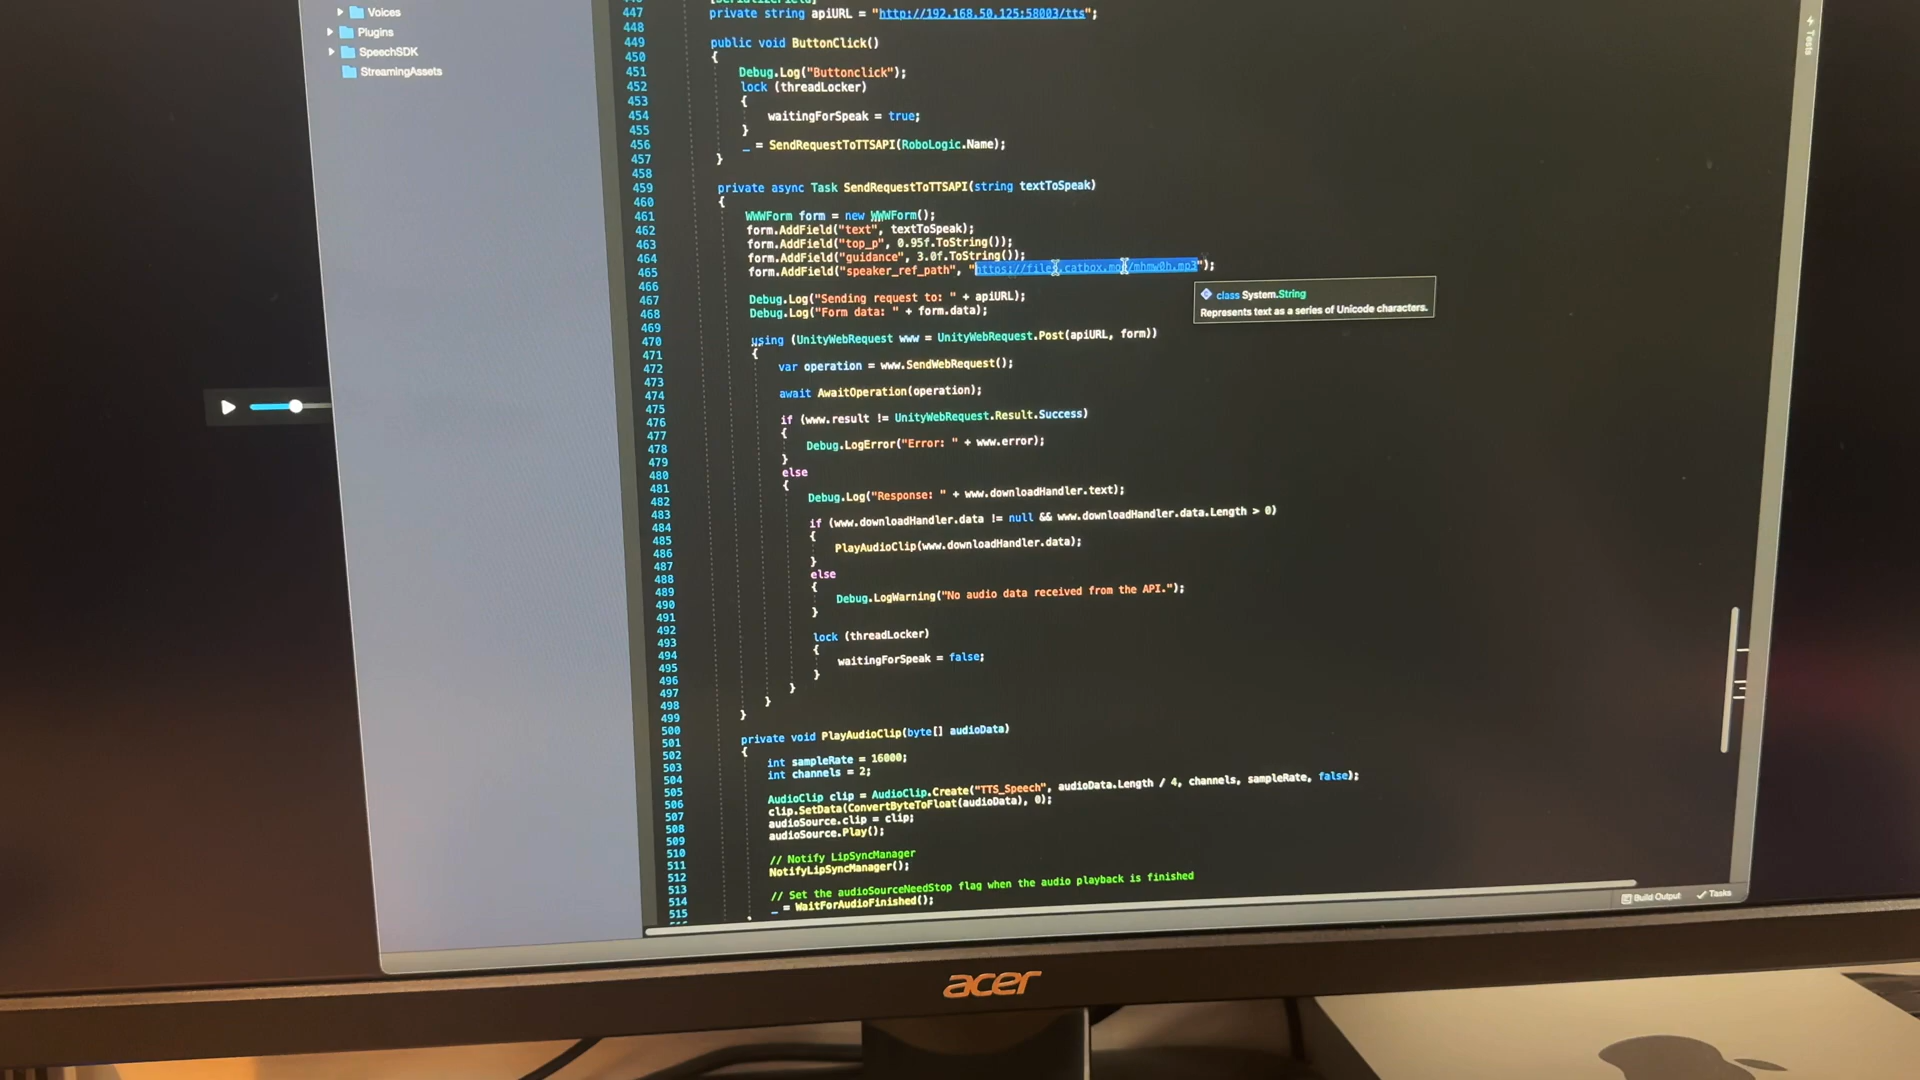 Voices
Plugins
SpeechSDK
StreamingAssets
447 private string apiURL = "http://192.168.50.125:58003/tts";
448
449 public void ButtonClick()
450 {
451 Debug.Log("Buttonclick");
452 lock (threadLocker)
453 {
454 waitingForSpeak = true;
455 }
456 _ = SendRequestToTTSAPI(RoboLogic.Name);
457 }
458
459 private async Task SendRequestToTTSAPI(string textToSpeak)
460 {
461 WWWForm form = new WWWForm();
462 form.AddField("text", textToSpeak);
463 form.AddField("top_p", 0.95f.ToString());
464 form.AddField("guidance", 3.0f.ToString());
465 form.AddField("speaker_ref_path", "https://files.catbox.moe/mhmw0h.mp3");
466
467 Debug.Log("Sending request to: " + apiURL);
468 Debug.Log("Form data: " + form.data);
469
470 using (UnityWebRequest www = UnityWebRequest.Post(apiURL, form))
471 {
472 var operation = www.SendWebRequest();
473
474 await AwaitOperation(operation);
475
476 if (www.result != UnityWebRequest.Result.Success)
477 {
478 Debug.LogError("Error: " + www.error);
479 }
480 else
481 {
482 Debug.Log("Response: " + www.downloadHandler.text);
483
484 if (www.downloadHandler.data != null && www.downloadHandler.data.Length > 0)
485 {
486 PlayAudioClip(www.downloadHandler.data);
487 }
488 else
489 {
490 Debug.LogWarning("No audio data received from the API.");
491 }
492
493 lock (threadLocker)
494 {
495 waitingForSpeak = false;
496 }
497 }
498 }
499 }
500
501 private void PlayAudioClip(byte[] audioData)
502 {
503 int sampleRate = 16000;
504 int channels = 2;
505
506 AudioClip clip = AudioClip.Create("TTS_Speech", audioData.Length / 4, channels, sampleRate, false);
507 clip.SetData(ConvertByteToFloat(audioData), 0);
508 audioSource.clip = clip;
509 audioSource.Play();
510
511 // Notify LipSyncManager
512 NotifyLipSyncManager();
513
514 // Set the audioSourceNeedStop flag when the audio playback is finished
515 _ = WaitForAudioFinished();
class System.String
Represents text as a series of Unicode characters.
Tests
Build Output
Tasks
acer